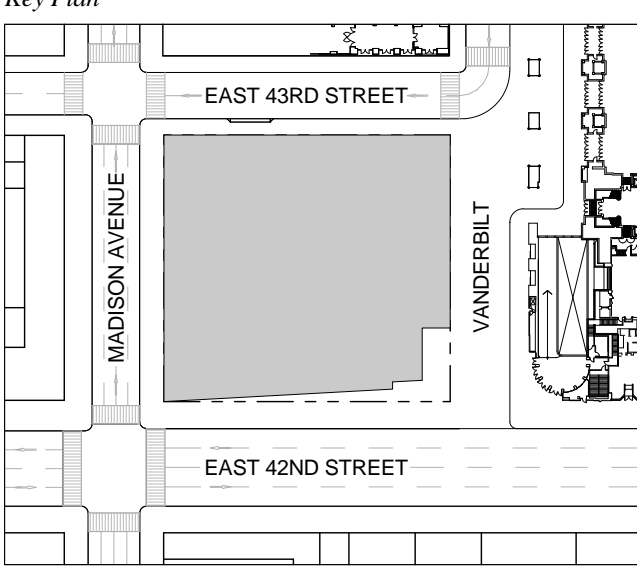 Key Plan
EAST 43RD STREET
MADISON AVENUE
VANDERBILT
EAST 42ND STREET